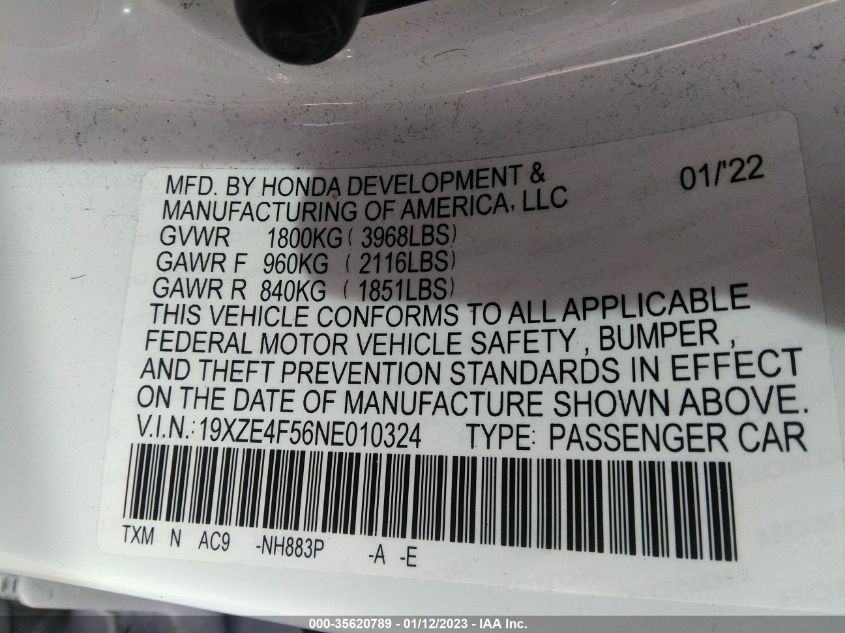 MFD. BY HONDA DEVELOPMENT & 01/'22
MANUFACTURING OF AMERICA, LLC
GVWR 1800KG ( 3968LBS)
GAWR F 960KG ( 2116LBS)
GAWR R 840KG ( 1851LBS)
THIS VEHICLE CONFORMS TO ALL APPLICABLE
FEDERAL MOTOR VEHICLE SAFETY , BUMPER ,
AND THEFT PREVENTION STANDARDS IN EFFECT
ON THE DATE OF MANUFACTURE SHOWN ABOVE.
V.I.N.: 19XZE4F56NE010324 TYPE: PASSENGER CAR
TXM N AC9 -NH883P -A -E
000-35620789 - 01/12/2023 - IAA Inc.